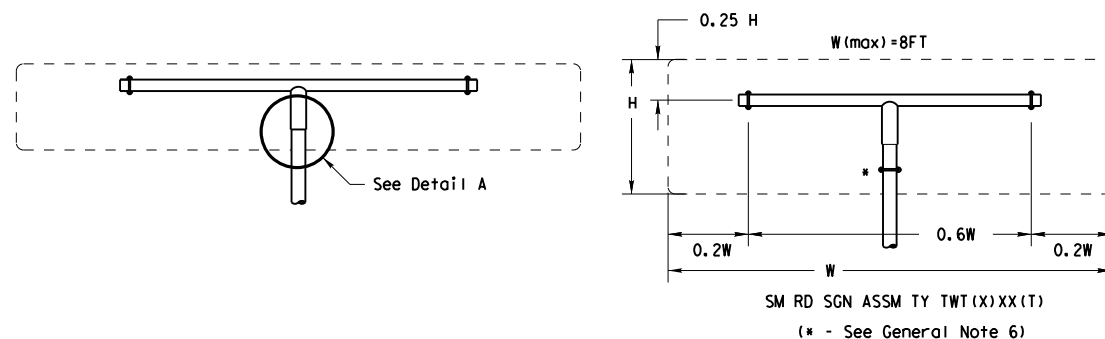 0.25 H
W(max)=8FT
H
*
See Detail A
0.2W
0.6W
0.2W
W
SM RD SGN ASSM TY TWT(X)XX(T)
(* - See General Note 6)